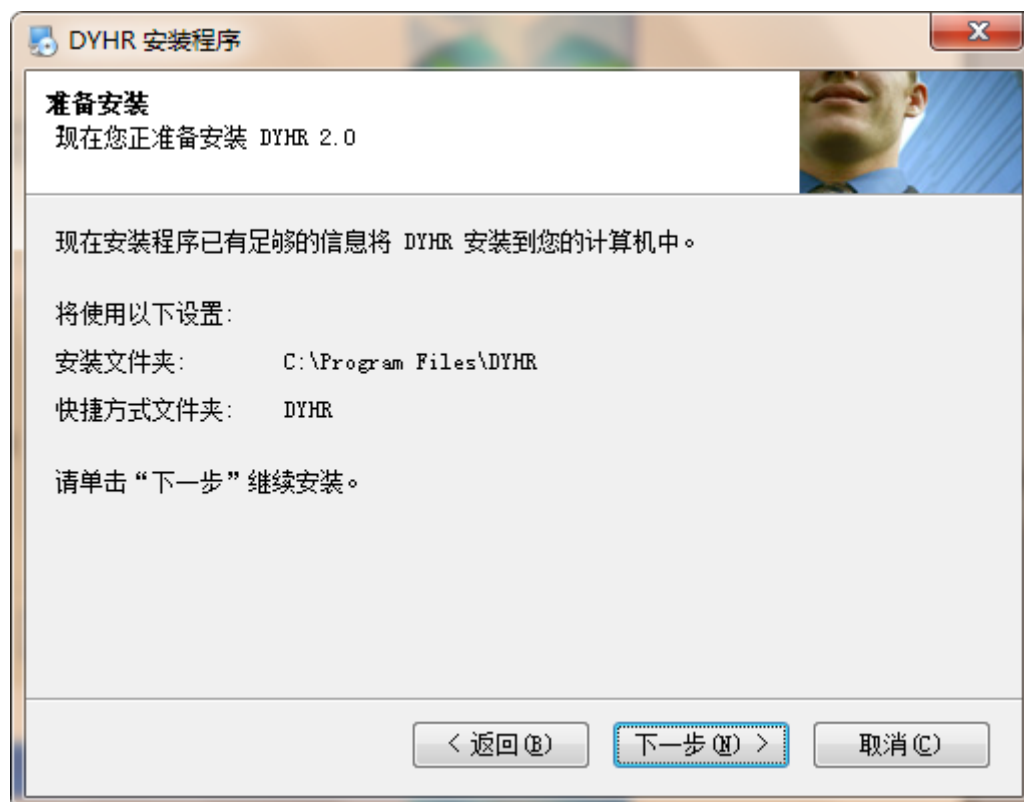 DYHR 安装程序
准备安装
现在您正准备安装 DYHR 2.0
现在安装程序已有足够的信息将 DYHR 安装到您的计算机中。
将使用以下设置:
安装文件夹: C:\Program Files\DYHR
快捷方式文件夹: DYHR
请单击“下一步”继续安装。
< 返回(B) 下一步(N) > 取消(C)